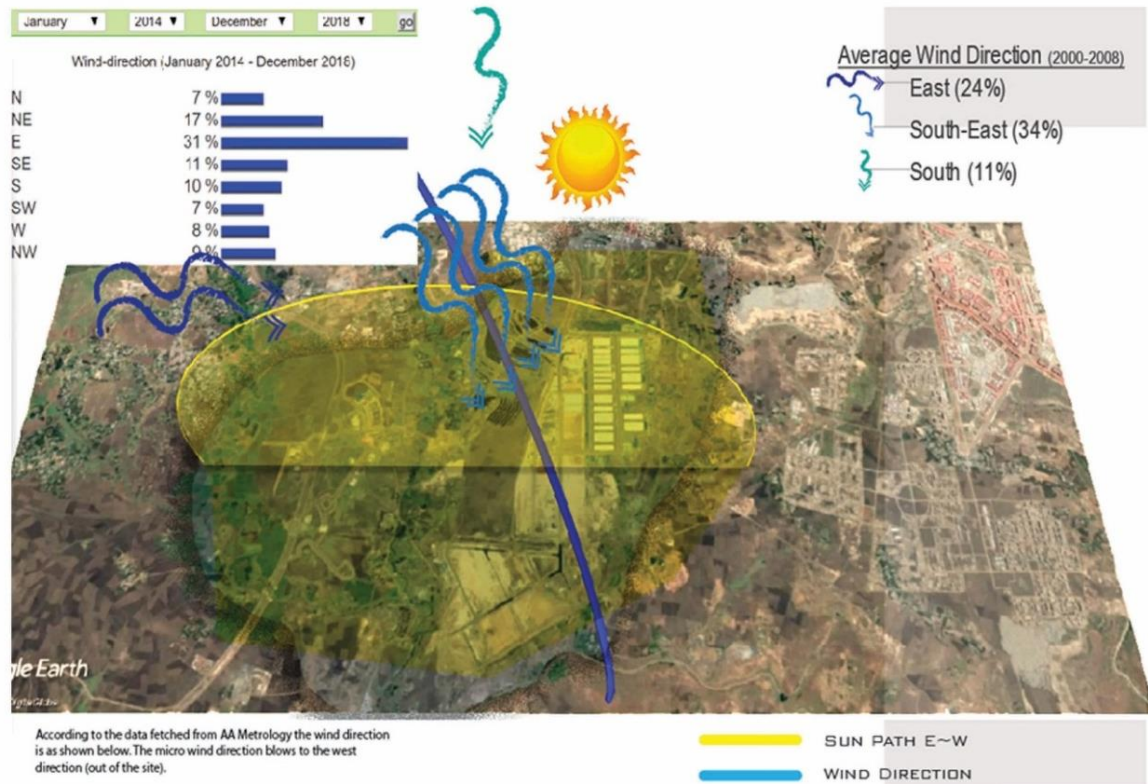 January 2014 December 2018 go
Wind-direction (January 2014 - December 2018)
N 7 %
NE 17 %
E 31 %
SE 11 %
S 10 %
SW 7 %
W 8 %
NW 9 %
Average Wind Direction (2000-2008)
East (24%)
South-East (34%)
South (11%)
gle Earth
According to the data fetched from AA Metrology the wind direction
is as shown below. The micro wind direction blows to the west
direction (out of the site).
SUN PATH E~W
WIND DIRECTION